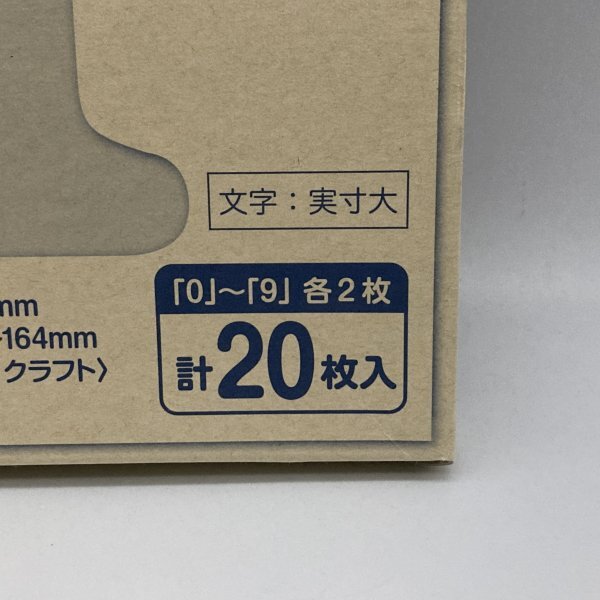 文字：実寸大
「0」～「9」各2枚
計20枚入
mm
164mm
クラフト〉